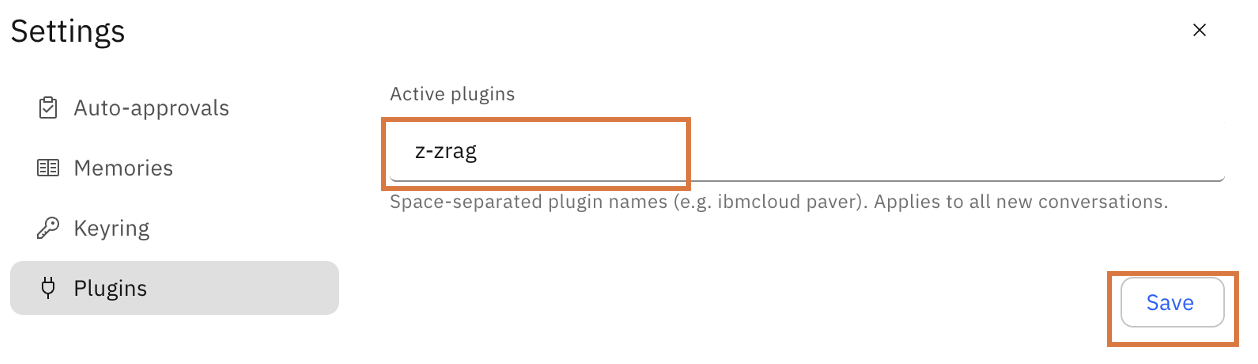 Settings
Auto-approvals
Memories
Keyring
Plugins
Active plugins
z-zrag
Space-separated plugin names (e.g. ibmcloud paver). Applies to all new conversations.
Save